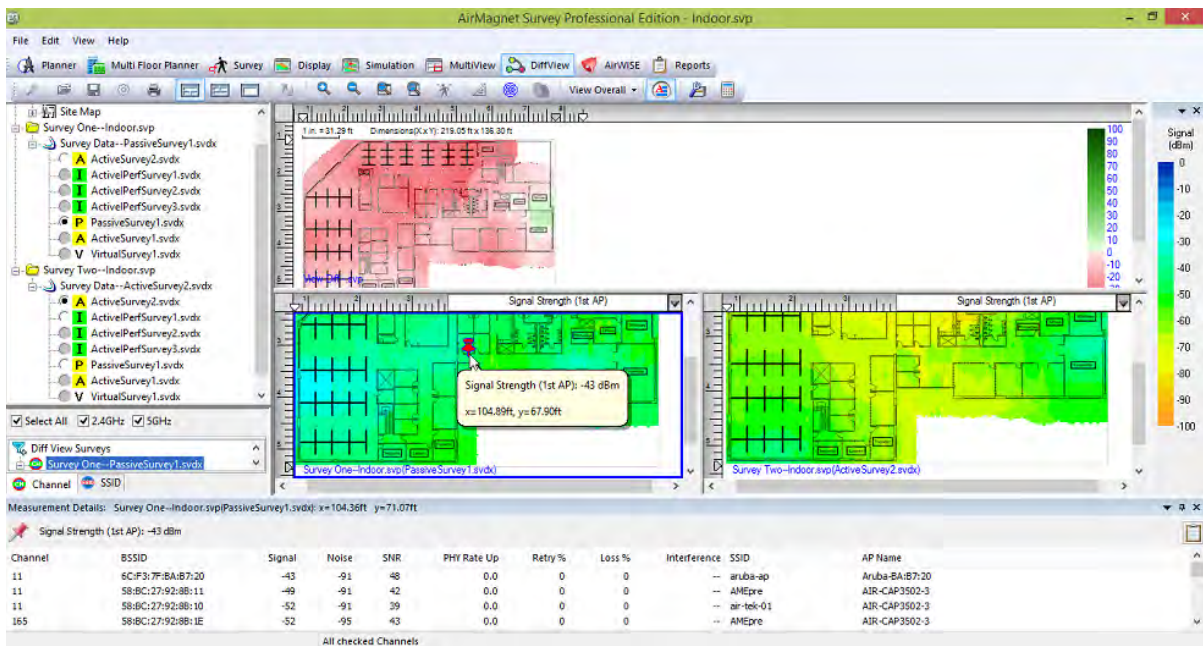 AirMagnet Survey Professional Edition - Indoor.svp
File Edit View Help
Planner Multi Floor Planner Survey Display Simulation MultiView DiffView AirWISE Reports
View Overall
Site Map
Survey One--Indoor.svp
Survey Data--PassiveSurvey1.svdx
A ActiveSurvey2.svdx
I ActiveIPerfSurvey1.svdx
I ActiveIPerfSurvey2.svdx
I ActiveIPerfSurvey3.svdx
P PassiveSurvey1.svdx
A ActiveSurvey1.svdx
V VirtualSurvey1.svdx
Survey Two--Indoor.svp
Survey Data--ActiveSurvey2.svdx
A ActiveSurvey2.svdx
I ActiveIPerfSurvey1.svdx
I ActiveIPerfSurvey2.svdx
I ActiveIPerfSurvey3.svdx
P PassiveSurvey1.svdx
A ActiveSurvey1.svdx
V VirtualSurvey1.svdx
Select All 2.4GHz 5GHz
Diff View Surveys
Survey One--PassiveSurvey1.svdx
Channel SSID
1 in. = 31.29 ft Dimensions(X x Y): 219.05 ft x 136.30 ft
100
90
80
70
60
50
40
30
20
10
0
-10
-20
Signal
(dBm)
0
-10
-20
-30
-40
-50
-60
-70
-80
-90
-100
Signal Strength (1st AP)
Signal Strength (1st AP): -43 dBm
x=104.89ft, y=67.90ft
Survey One--Indoor.svp(PassiveSurvey1.svdx)
Signal Strength (1st AP)
Survey Two--Indoor.svp(ActiveSurvey2.svdx)
Measurement Details: Survey One--Indoor.svp(PassiveSurvey1.svdx): x=104.36ft y=71.07ft
Signal Strength (1st AP): -43 dBm
Channel BSSID Signal Noise SNR PHY Rate Up Retry % Loss % Interference SSID AP Name
11 6C:F3:7F:BA:B7:20 -43 -91 48 0.0 0 0 -- aruba-ap Aruba-BA:B7:20
11 58:BC:27:92:8B:11 -49 -91 42 0.0 0 0 -- AMEpre AIR-CAP3502-3
11 58:BC:27:92:8B:10 -52 -91 39 0.0 0 0 -- air-tek-01 AIR-CAP3502-3
165 58:BC:27:92:8B:1E -52 -95 43 0.0 0 0 -- AMEpre AIR-CAP3502-3
All checked Channels